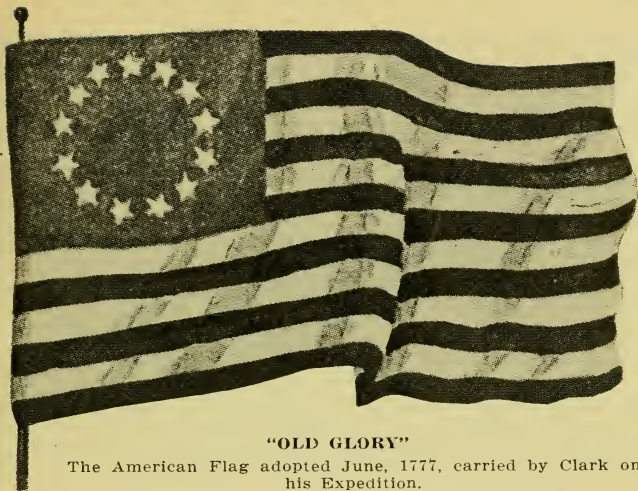 "OLD GLORY"
The American Flag adopted June, 1777, carried by Clark on
his Expedition.